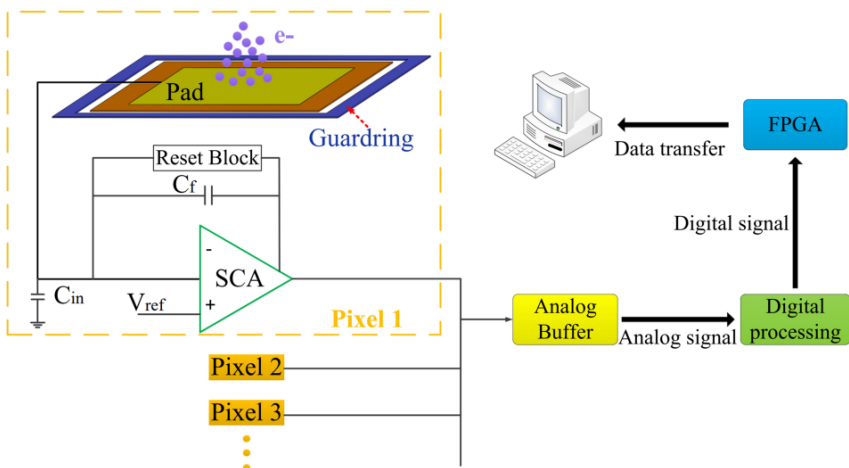 e-
Pad
Guardring
Reset Block
Cf
-
SCA
Cin
Vref
+
Pixel 1
Pixel 2
Pixel 3
Analog
Buffer
Analog signal
Digital
processing
Digital signal
FPGA
Data transfer